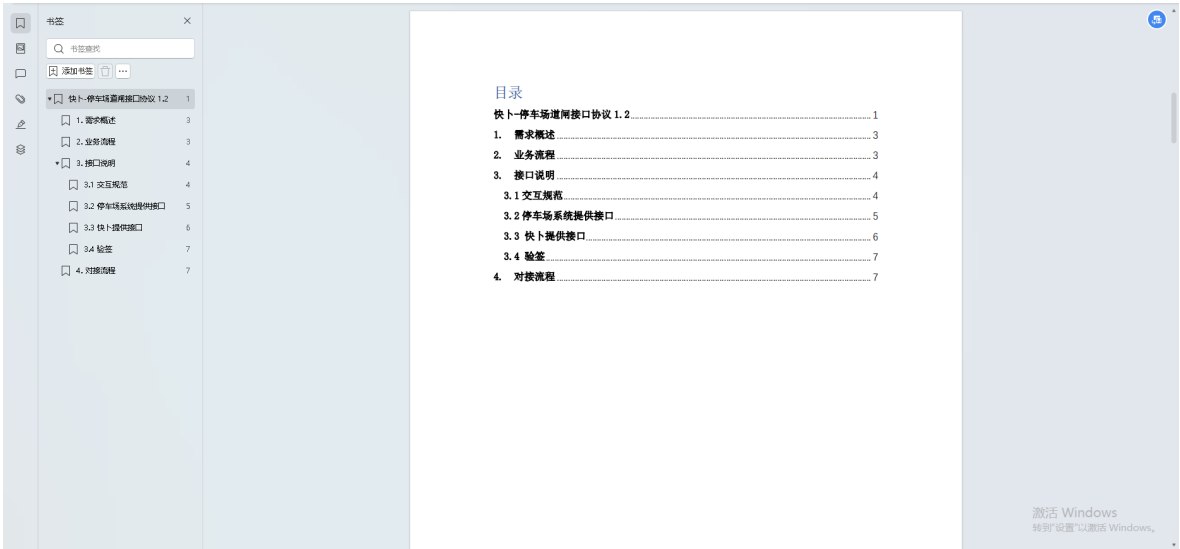 书签
书签查找
添加书签
快卜-停车场道闸接口协议 1.2 1
1. 需求概述 3
2. 业务流程 3
3. 接口说明 4
3.1 交互规范 4
3.2 停车场系统提供接口 5
3.3 快卜提供接口 6
3.4 验签 7
4. 对接流程 7
目录
快卜-停车场道闸接口协议 1.2 1
1. 需求概述 3
2. 业务流程 3
3. 接口说明 4
3.1 交互规范 4
3.2 停车场系统提供接口 5
3.3 快卜提供接口 6
3.4 验签 7
4. 对接流程 7
激活 Windows
转到"设置"以激活 Windows。